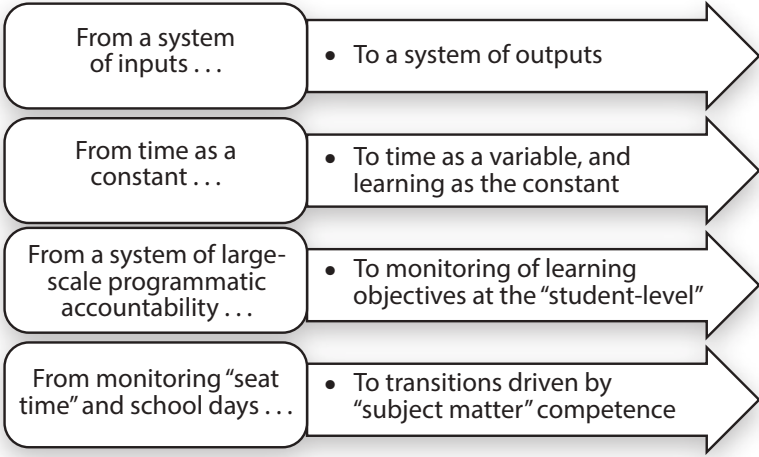 From a system
of inputs . . .
• To a system of outputs
From time as a
constant . . .
• To time as a variable, and
learning as the constant
From a system of large-
scale programmatic
accountability . . .
• To monitoring of learning
objectives at the “student-level”
From monitoring “seat
time” and school days . . .
• To transitions driven by
“subject matter” competence